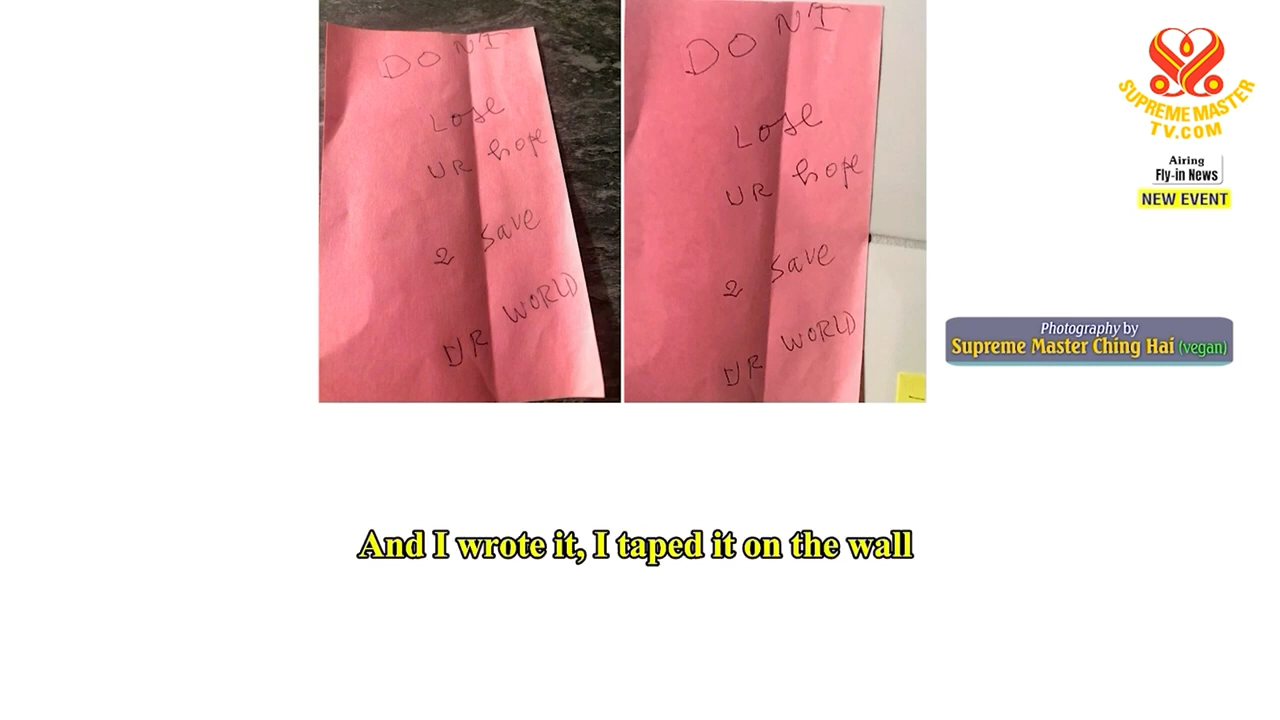 DONT
Lose
UR hope
2 save
UR WORLD
DONT
Lose
UR hope
2 save
UR WORLD
SUPREME MASTER
TV.COM
Airing
Fly-in News
NEW EVENT
Photography by
Supreme Master Ching Hai (vegan)
And I wrote it, I taped it on the wall